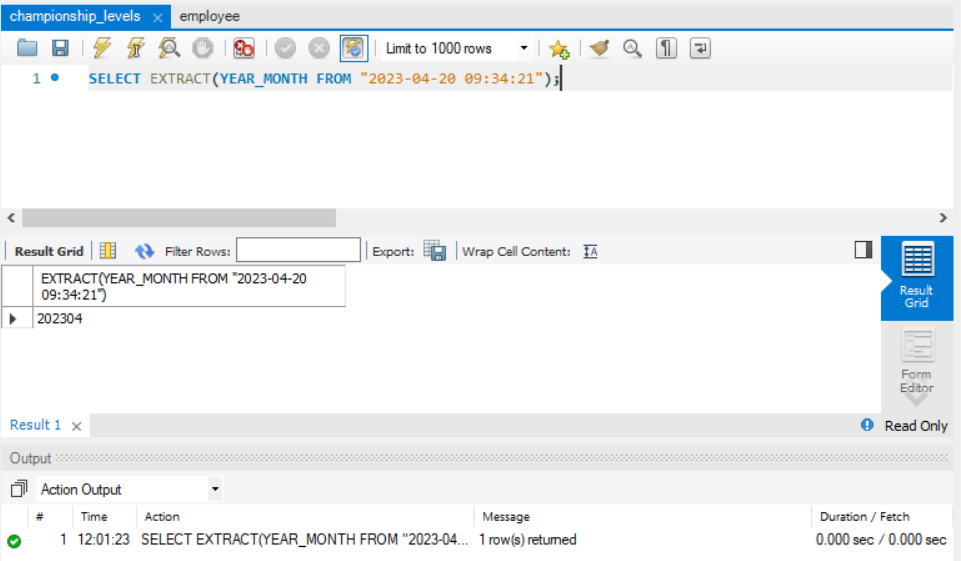 championship_levels × employee
Limit to 1000 rows
1 SELECT EXTRACT(YEAR_MONTH FROM "2023-04-20 09:34:21");
Result Grid Filter Rows: Export: Wrap Cell Content: IA
EXTRACT(YEAR_MONTH FROM "2023-04-20
09:34:21")
202304
Result
Grid
Form
Editor
Result 1 × Read Only
Output
Action Output
# Time Action Message Duration / Fetch
1 12:01:23 SELECT EXTRACT(YEAR_MONTH FROM "2023-04... 1 row(s) returned 0.000 sec / 0.000 sec